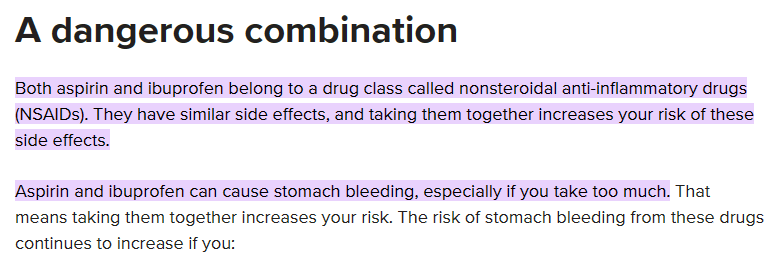 A dangerous combination
Both aspirin and ibuprofen belong to a drug class called nonsteroidal anti-inflammatory drugs
(NSAIDs). They have similar side effects, and taking them together increases your risk of these
side effects.
Aspirin and ibuprofen can cause stomach bleeding, especially if you take too much. That
means taking them together increases your risk. The risk of stomach bleeding from these drugs
continues to increase if you: